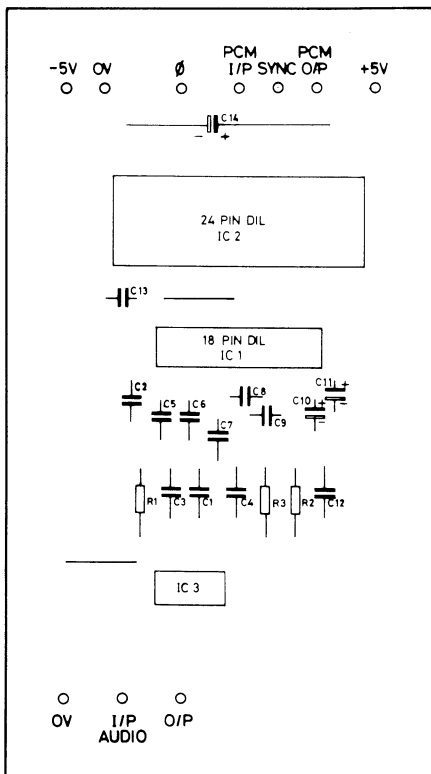 PCM PCM
-5V 0V Ø I/P SYNC O/P +5V
C14
- +
24 PIN DIL
IC 2
C13
18 PIN DIL
IC 1
C2 C8 C11 +
C5 C6 C10 + -
C7 C9 -
R1 C3 C1 C4 R3 R2 C12
IC 3
0V I/P O/P
AUDIO